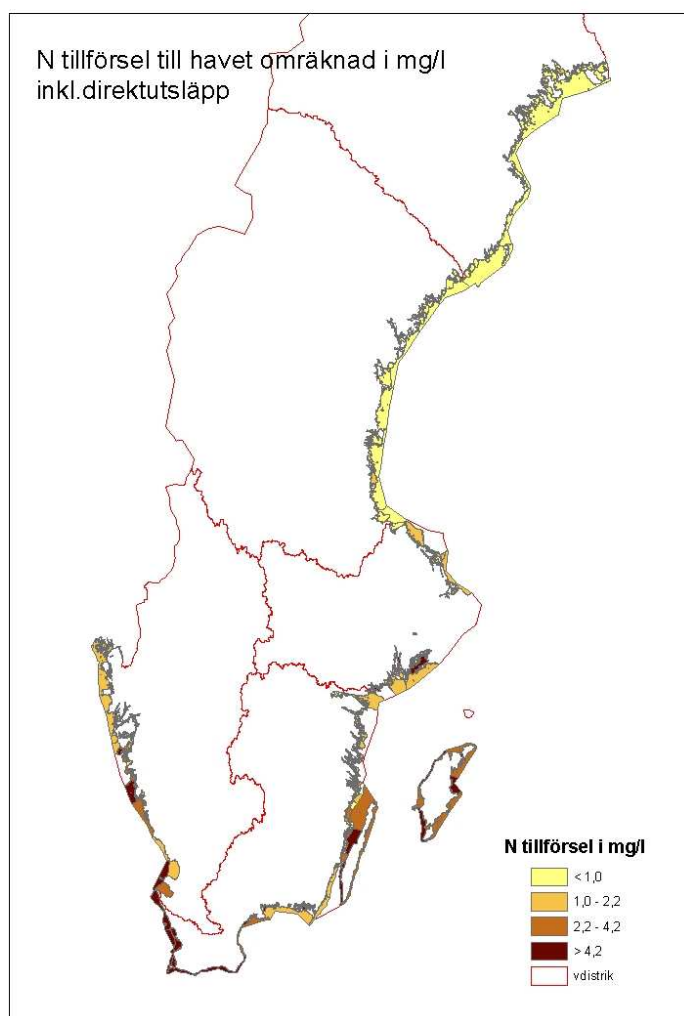 N tillförsel till havet omräknad i mg/l
inkl.direktutsläpp
N tillförsel i mg/l
< 1,0
1,0 - 2,2
2,2 - 4,2
> 4,2
vdistrik